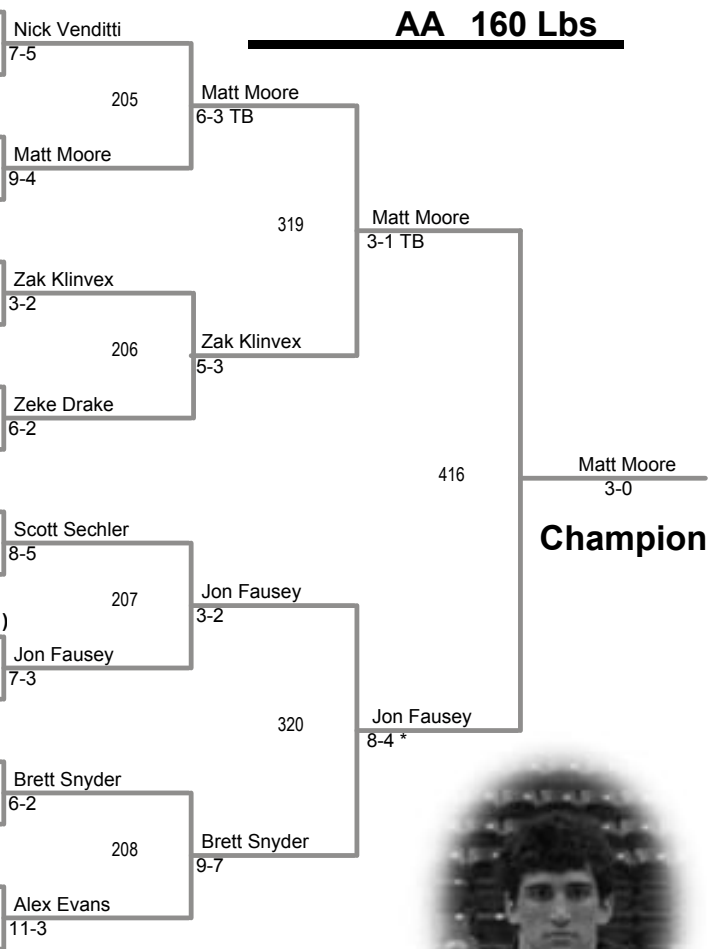 AA 160 Lbs
Nick Venditti
7-5
205
Matt Moore
6-3 TB
Matt Moore
9-4
319
Matt Moore
3-1 TB
Zak Klinvex
3-2
206
Zak Klinvex
5-3
Zeke Drake
6-2
416
Matt Moore
3-0
Champion
Scott Sechler
8-5
207
Jon Fausey
3-2
)
Jon Fausey
7-3
320
Jon Fausey
8-4 *
Brett Snyder
6-2
208
Brett Snyder
9-7
Alex Evans
11-3